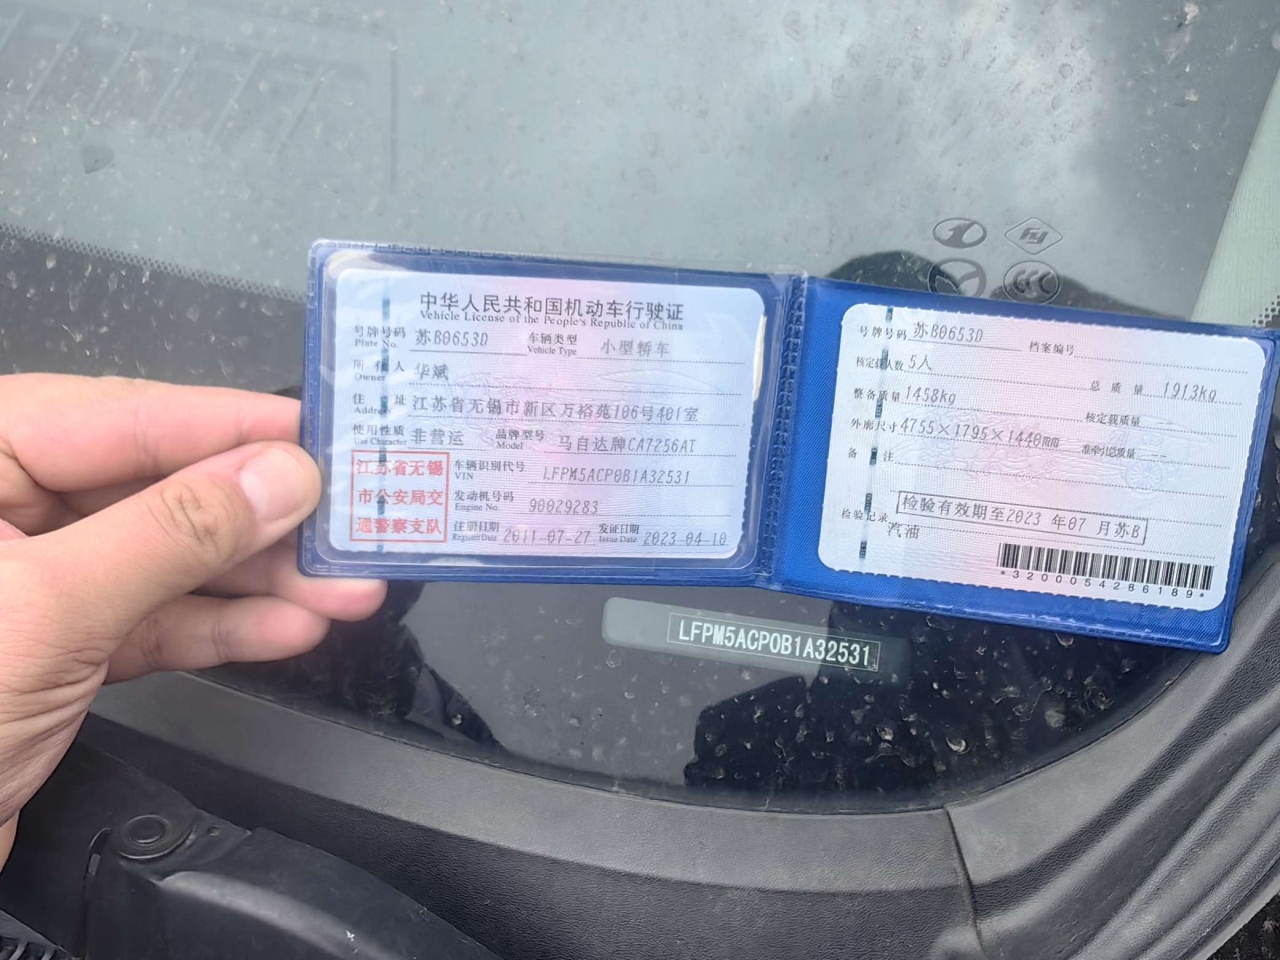 中华人民共和国机动车行驶证
Vehicle License of the People's Republic of China
号牌号码 Plate No. 苏B0653D 车辆类型 Vehicle Type 小型轿车
所有人 Owner 华斌
住址 Address 江苏省无锡市新区万裕苑106号401室
使用性质 Use Character 非营运 品牌型号 Model 马自达牌CA7256AT
江苏省无锡市公安局交通警察支队
车辆识别代号 VIN LFPM5ACP0B1A32531
发动机号码 Engine No. 90029283
注册日期 Register Date 2011-07-27 发证日期 Issue Date 2023-04-10
号牌号码 苏B0653D 档案编号
核定载人数 5人 总质量 1913kg
整备质量 1458kg 核定载质量 --
外廓尺寸 4755×1795×1440mm 准牵引总质量 --
备注
检验有效期至2023年07月苏B
检验记录 汽油
*3200054286189*
LFPM5ACP0B1A32531